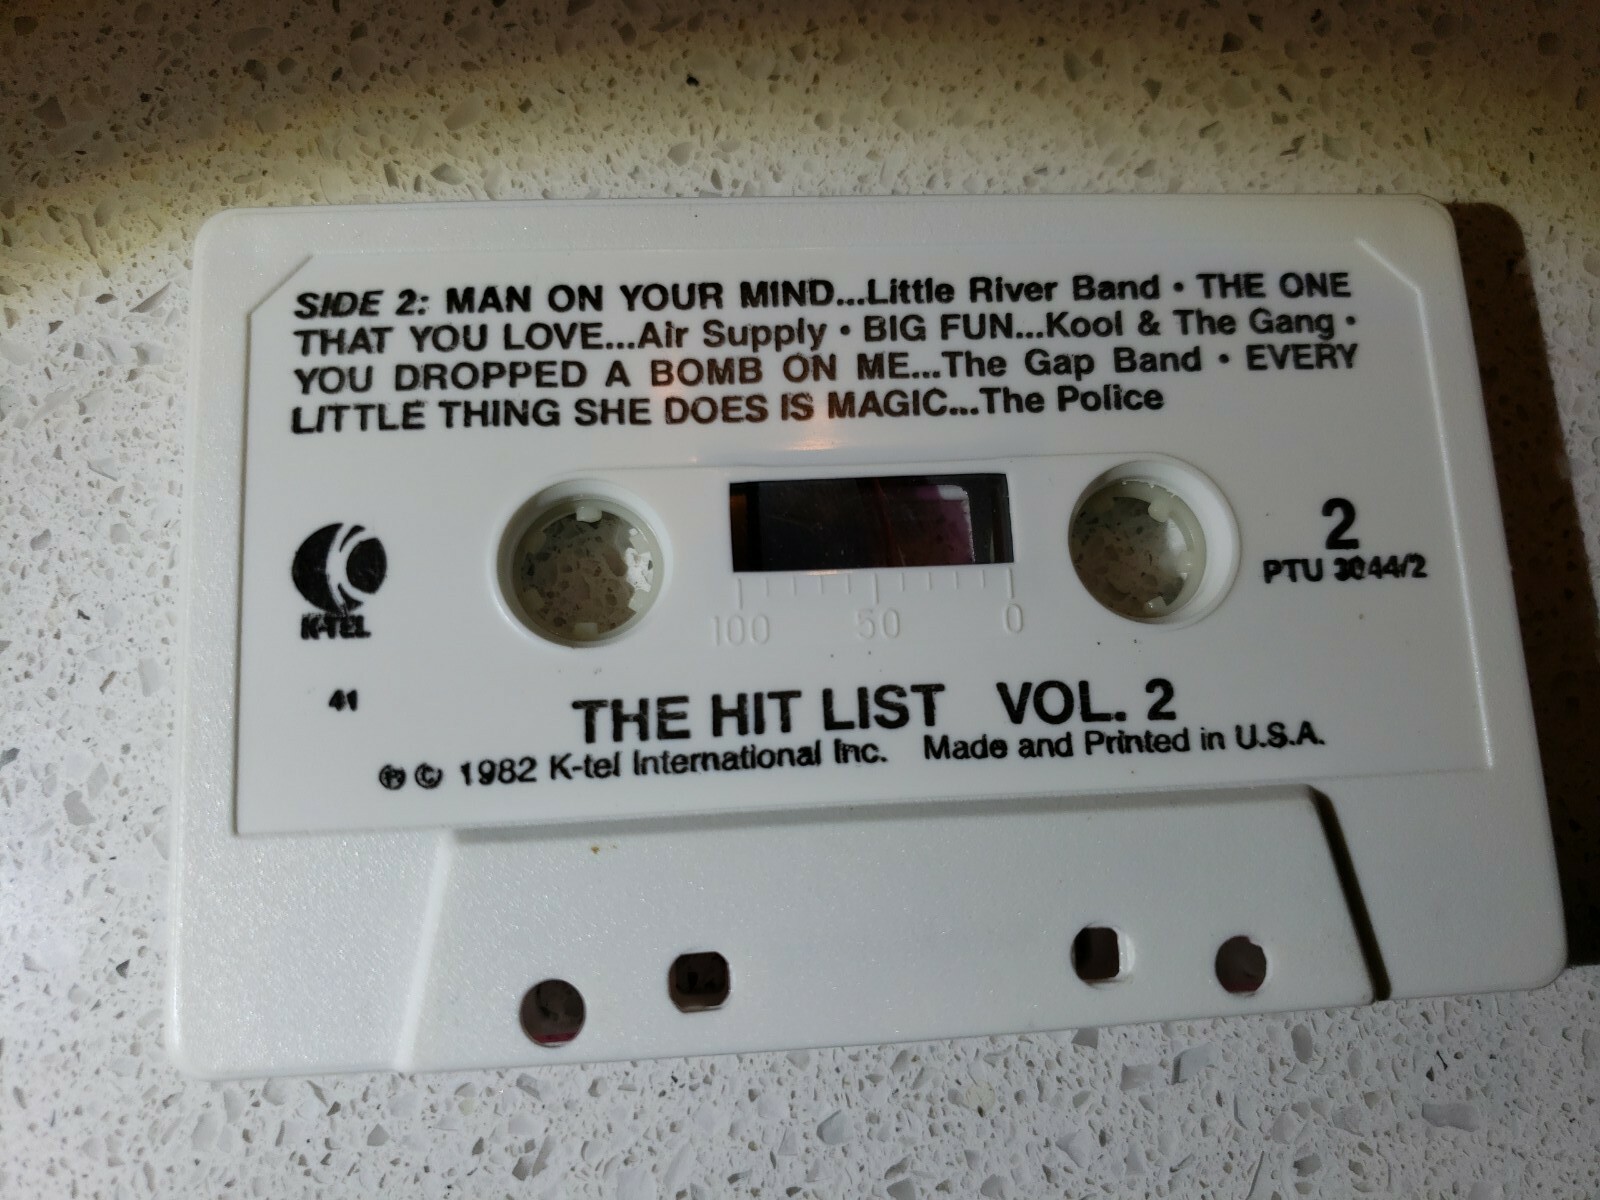 SIDE 2: MAN ON YOUR MIND...Little River Band • THE ONE
THAT YOU LOVE...Air Supply • BIG FUN...Kool & The Gang •
YOU DROPPED A BOMB ON ME...The Gap Band • EVERY
LITTLE THING SHE DOES IS MAGIC...The Police
K-TEL
2
PTU 3044/2
100 50 0
41
THE HIT LIST VOL. 2
℗ © 1982 K-tel International Inc. Made and Printed in U.S.A.